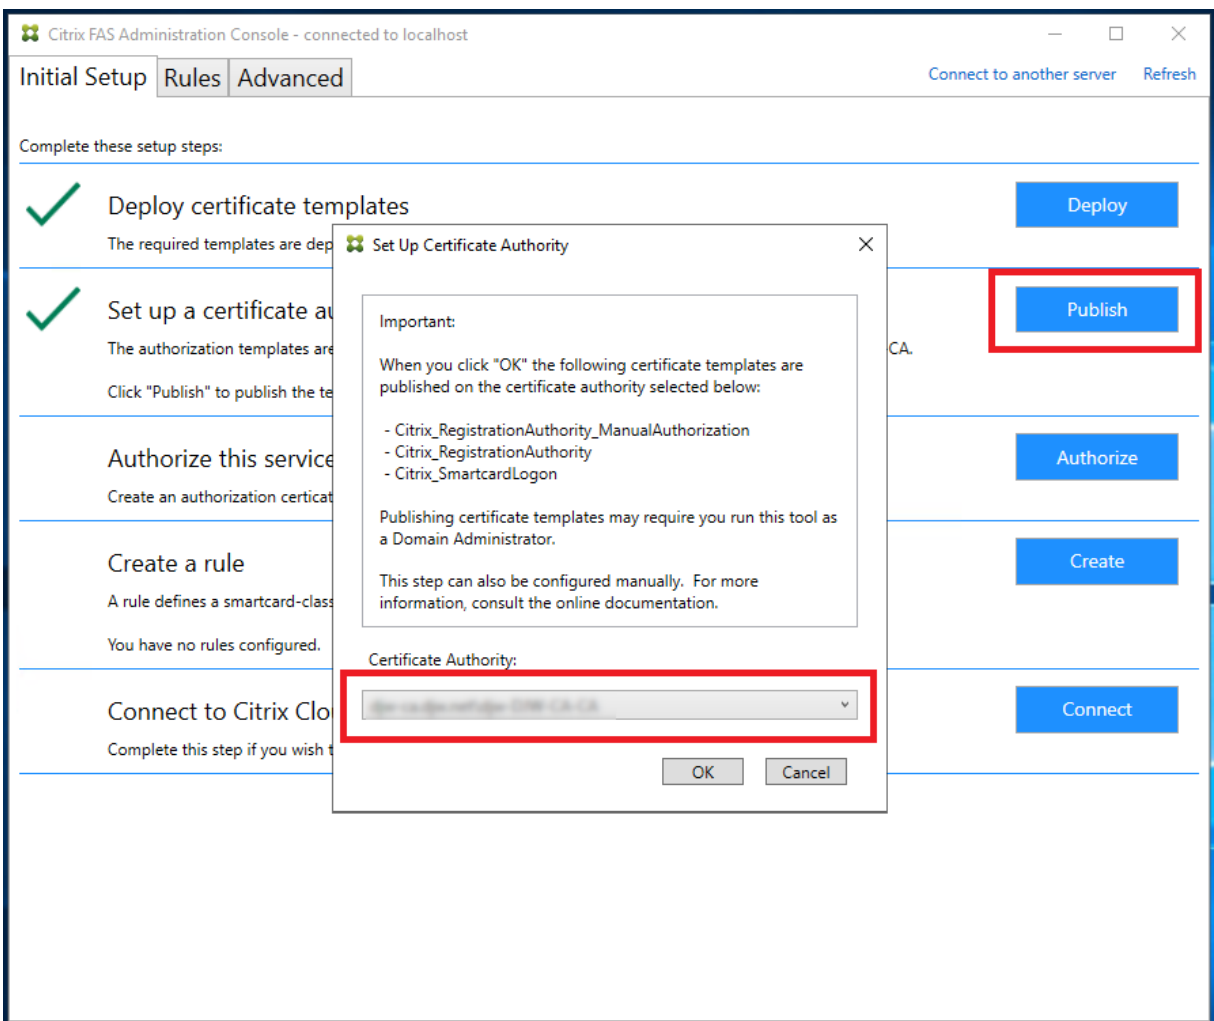 Citrix FAS Administration Console - connected to localhost
Initial Setup Rules Advanced
Connect to another server Refresh
Complete these setup steps:
Deploy certificate templates
Deploy
The required templates are dep
Set Up Certificate Authority
Set up a certificate au
Publish
The authorization templates are
CA.
Click "Publish" to publish the te
Authorize this service
Authorize
Create an authorization certicat
Create a rule
Create
A rule defines a smartcard-class
You have no rules configured.
Connect to Citrix Clo
Connect
Complete this step if you wish t
Important:
When you click "OK" the following certificate templates are
published on the certificate authority selected below:
- Citrix_RegistrationAuthority_ManualAuthorization
- Citrix_RegistrationAuthority
- Citrix_SmartcardLogon
Publishing certificate templates may require you run this tool as
a Domain Administrator.
This step can also be configured manually.  For more
information, consult the online documentation.
Certificate Authority:
OK Cancel